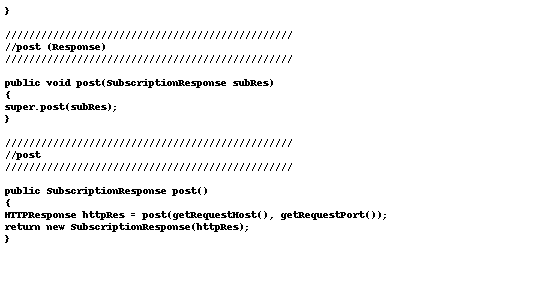 }
////////////////////////////////////////////////
//post (Response)
////////////////////////////////////////////////
public void post(SubscriptionResponse subRes)
{
super.post(subRes);
}
////////////////////////////////////////////////
//post
////////////////////////////////////////////////
public SubscriptionResponse post()
{
HTTPResponse httpRes = post(getRequestHost(), getRequestPort());
return new SubscriptionResponse(httpRes);
}